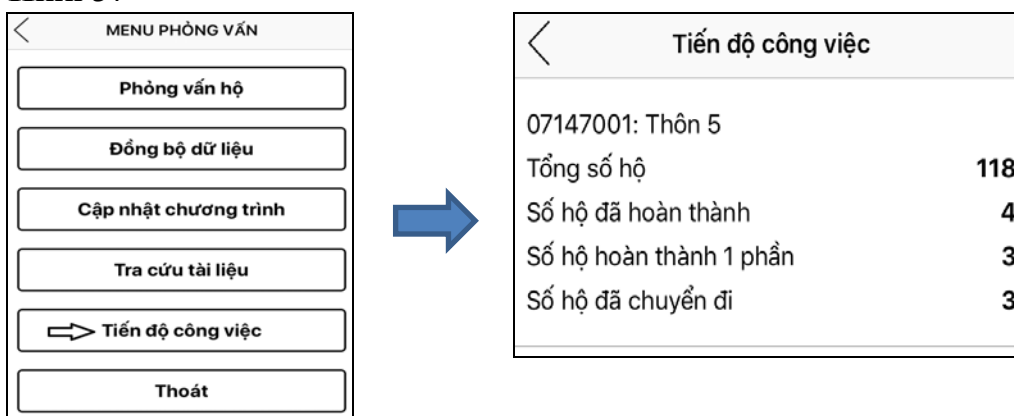 MENU PHỎNG VẤN
Phỏng vấn hộ
Đồng bộ dữ liệu
Cập nhật chương trình
Tra cứu tài liệu
Tiến độ công việc
Thoát
Tiến độ công việc
07147001: Thôn 5
Tổng số hộ 118
Số hộ đã hoàn thành 4
Số hộ hoàn thành 1 phần 3
Số hộ đã chuyển đi 3